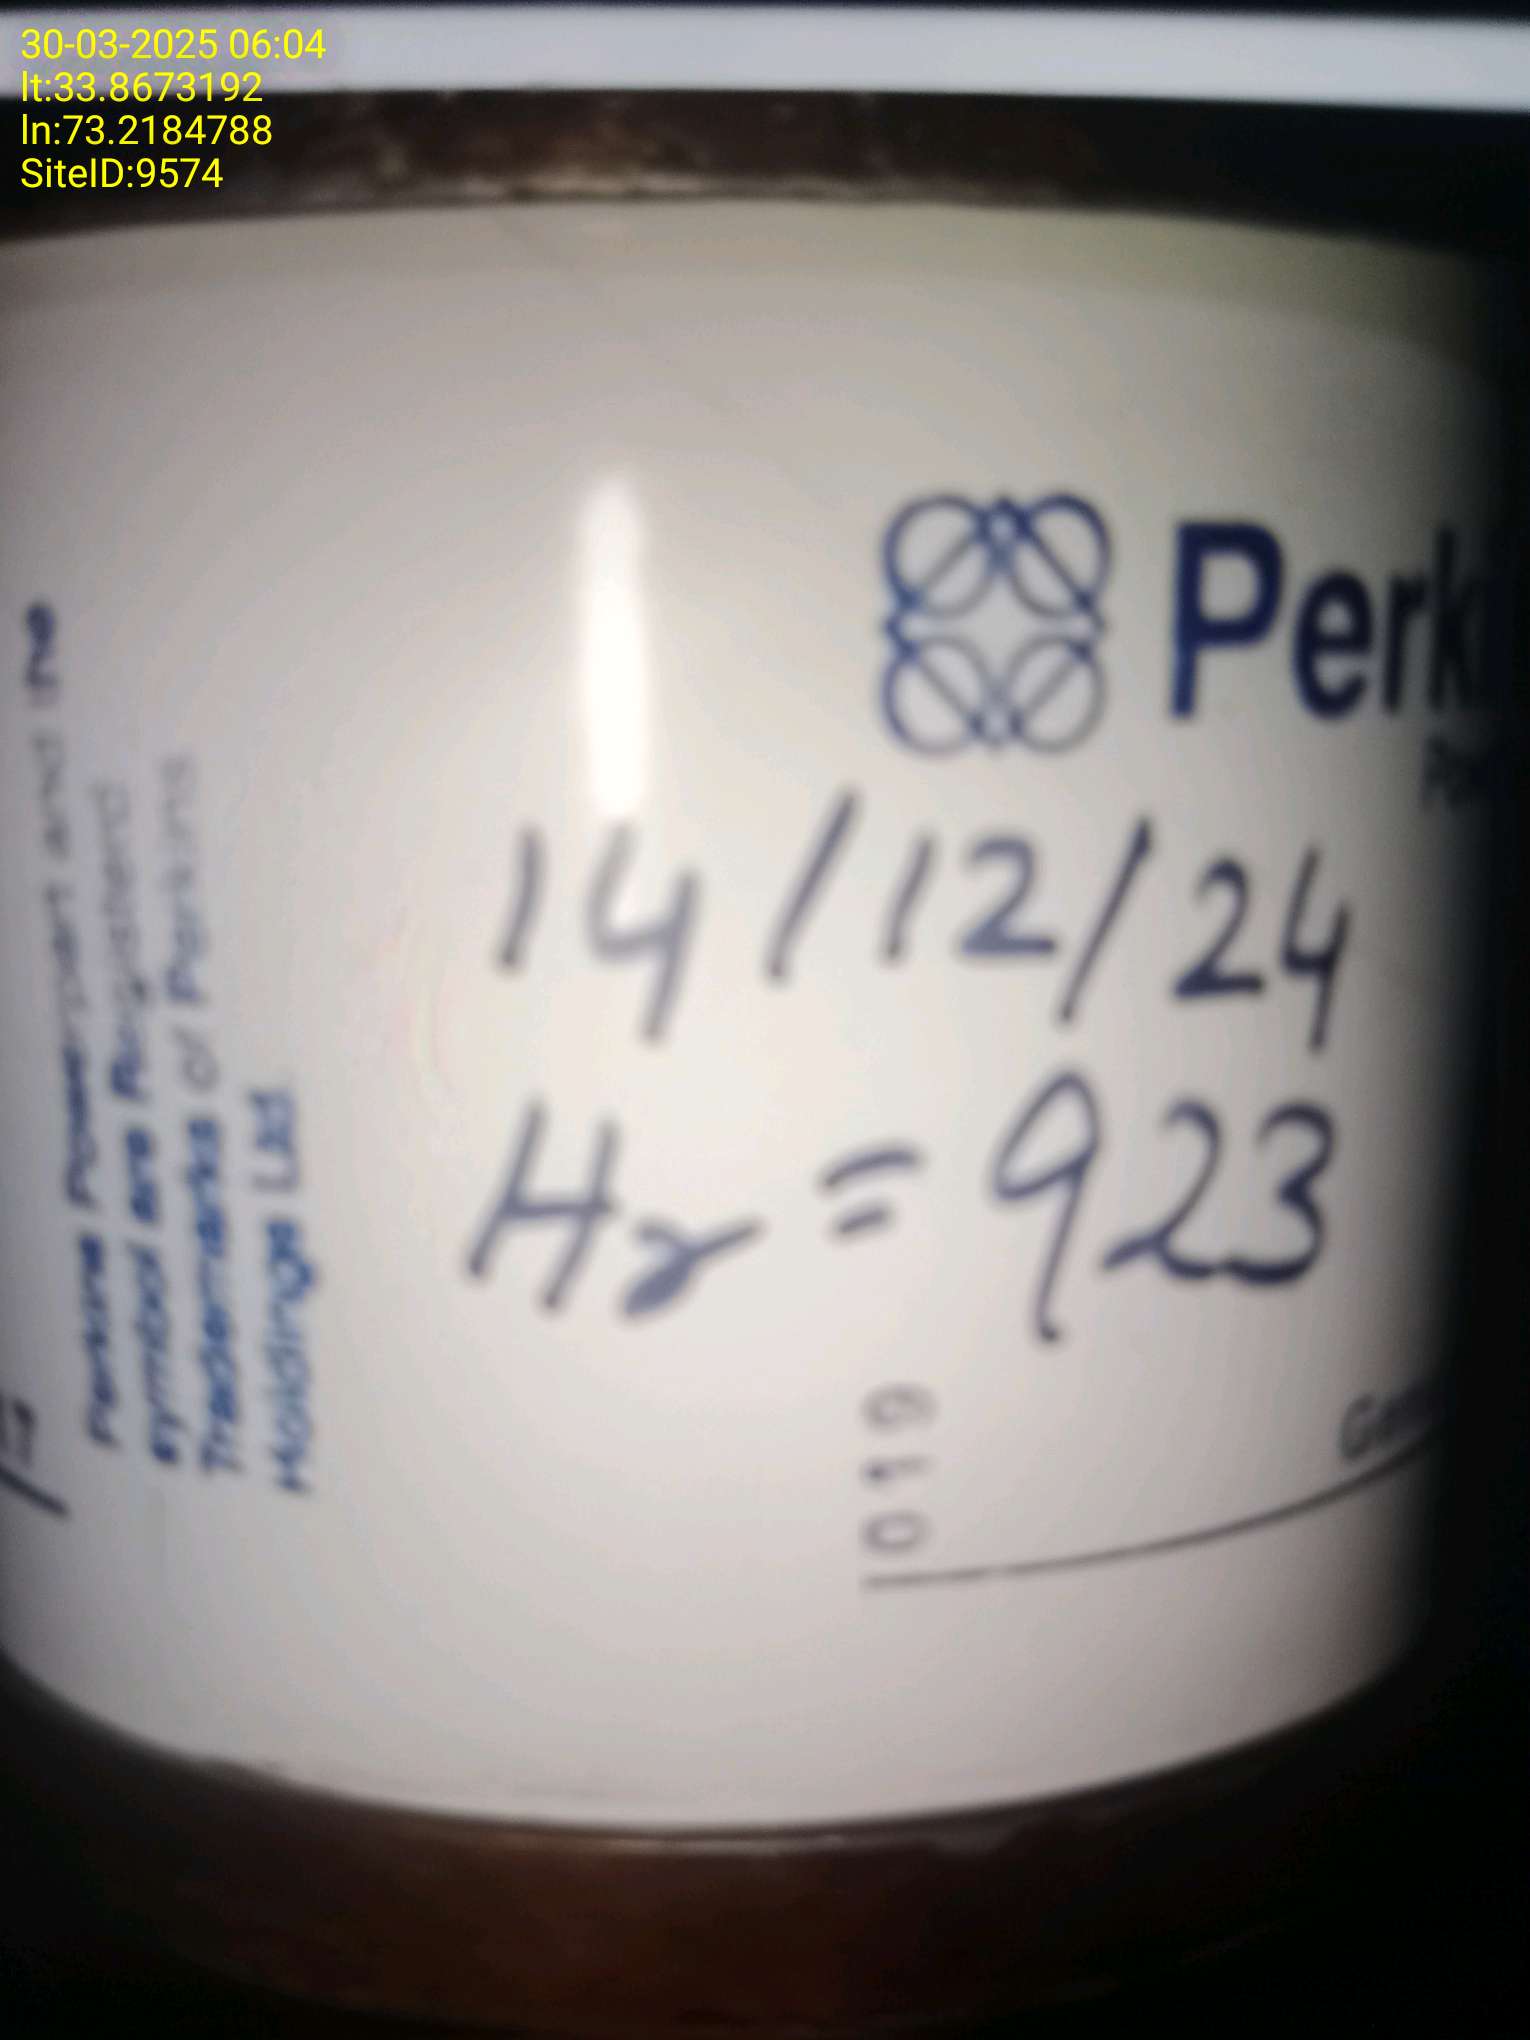 30-03-2025 06:04
lt:33.8673192
ln:73.2184788
SiteID:9574
Perk
14/12/24
Hr = 923
019
Perkins Powerpart and the
symbol are Registered
Trademarks of Perkins
Holdings Ltd